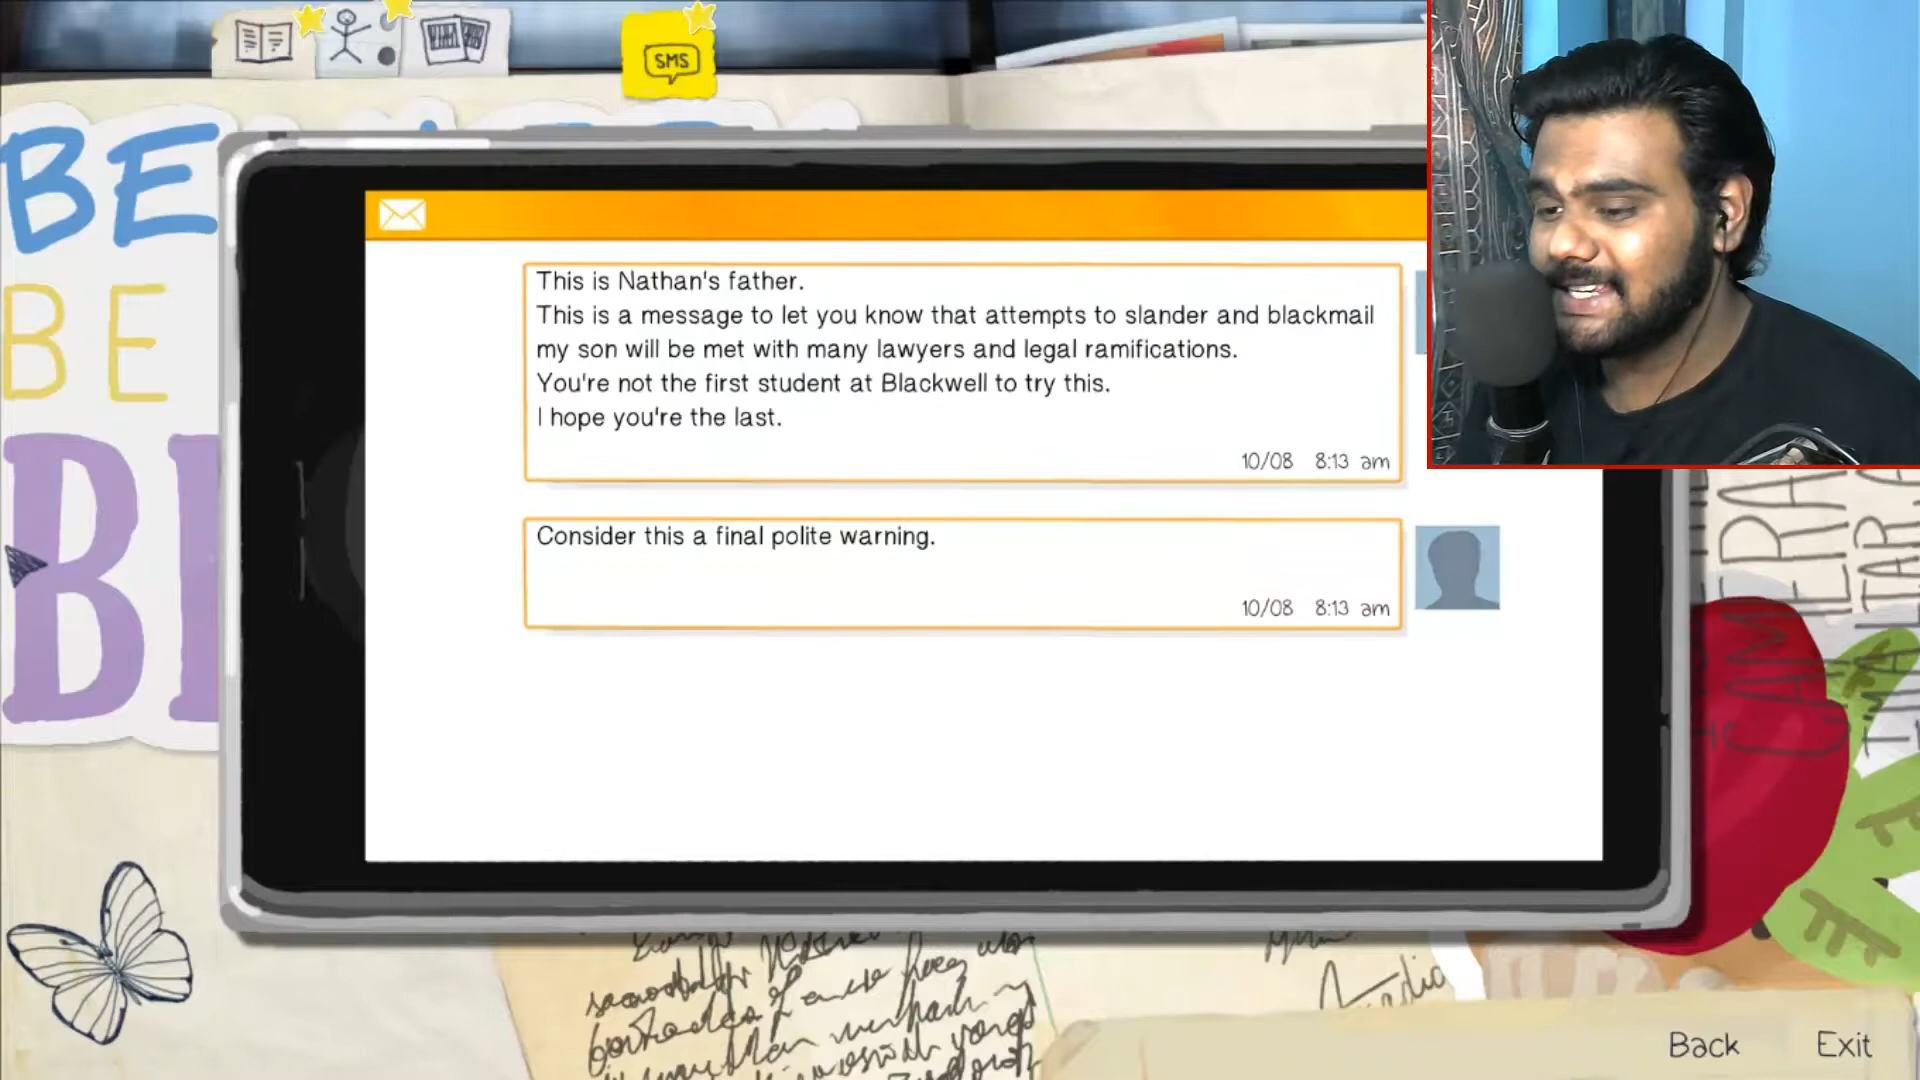 SMS
BE
BE
This is Nathan's father.
This is a message to let you know that attempts to slander and blackmail
my son will be met with many lawyers and legal ramifications.
You're not the first student at Blackwell to try this.
I hope you're the last.
10/08 8:13 am
Consider this a final polite warning.
10/08 8:13 am
Back Exit